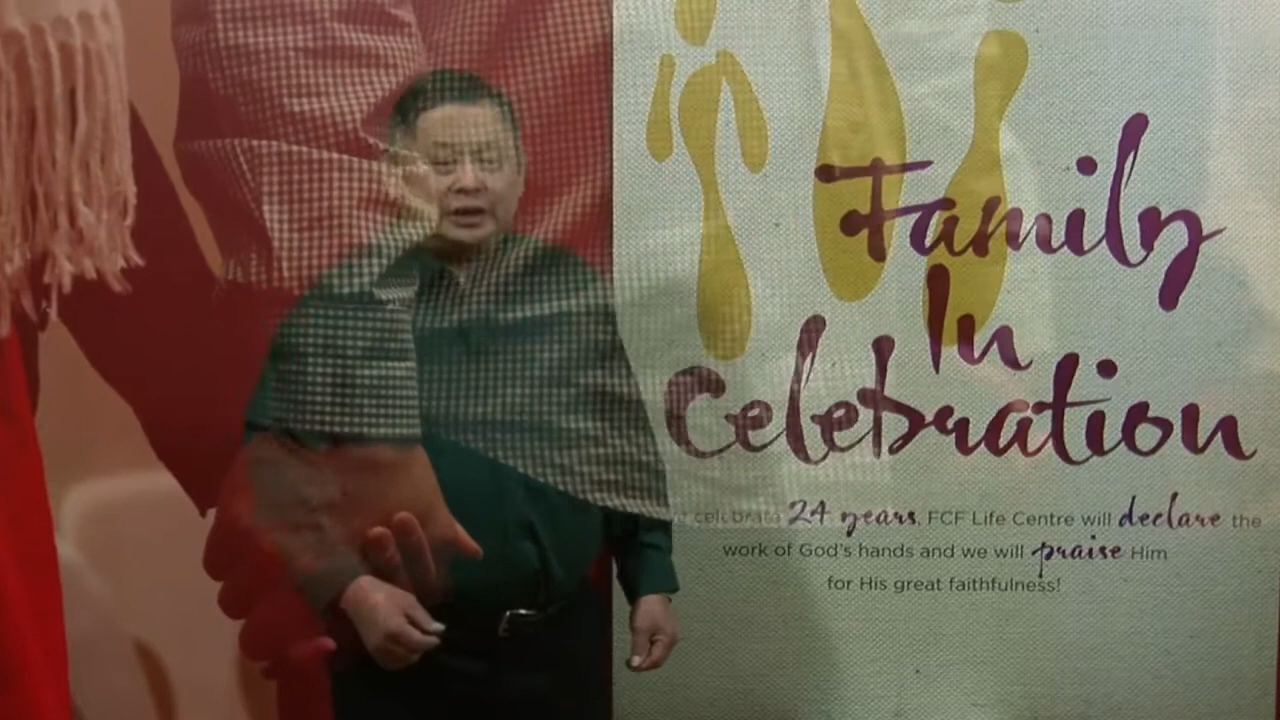 Family
In
Celebration
celebrate 24 years, FCF Life Centre will declare the
work of God's hands and we will praise Him
for His great faithfulness!